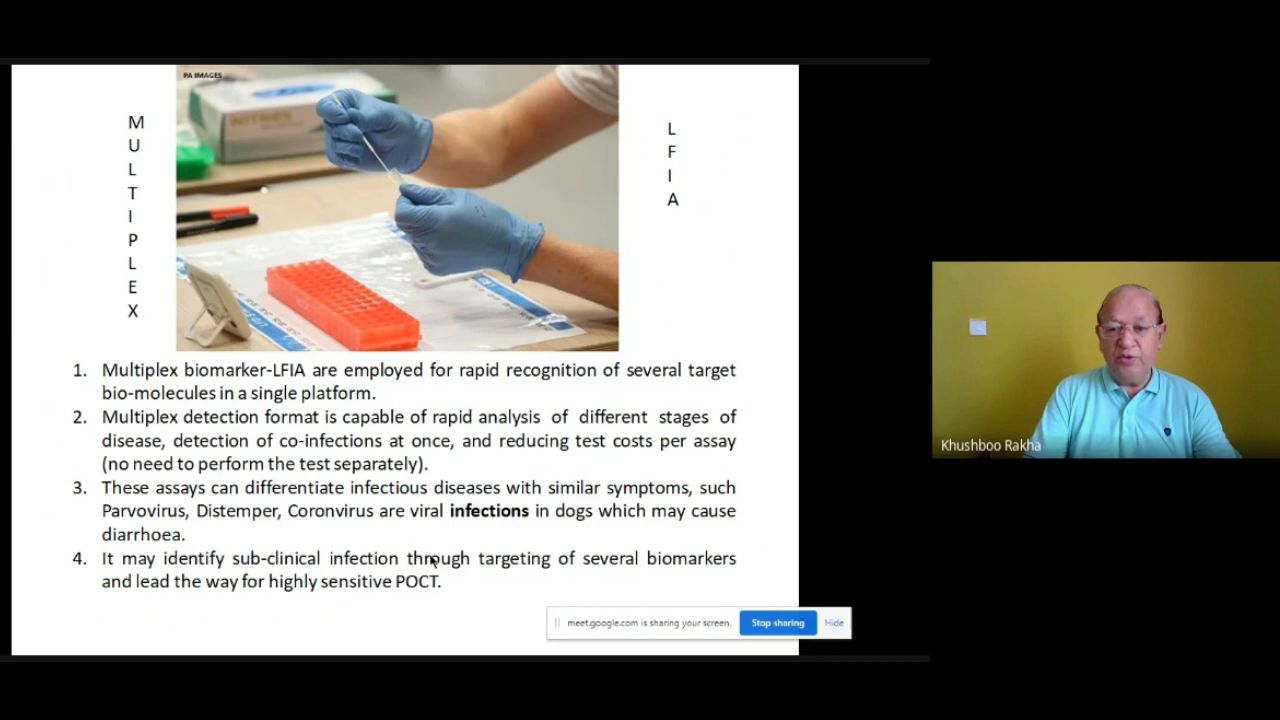 PA IMAGES
MULTIPLEX
LFIA
NITREX
1. Multiplex biomarker-LFIA are employed for rapid recognition of several target
bio-molecules in a single platform.
2. Multiplex detection format is capable of rapid analysis of different stages of
disease, detection of co-infections at once, and reducing test costs per assay
(no need to perform the test separately).
3. These assays can differentiate infectious diseases with similar symptoms, such
Parvovirus, Distemper, Coronvirus are viral infections in dogs which may cause
diarrhoea.
4. It may identify sub-clinical infection through targeting of several biomarkers
and lead the way for highly sensitive POCT.
meet.google.com is sharing your screen. Stop sharing Hide
Khushboo Rakha